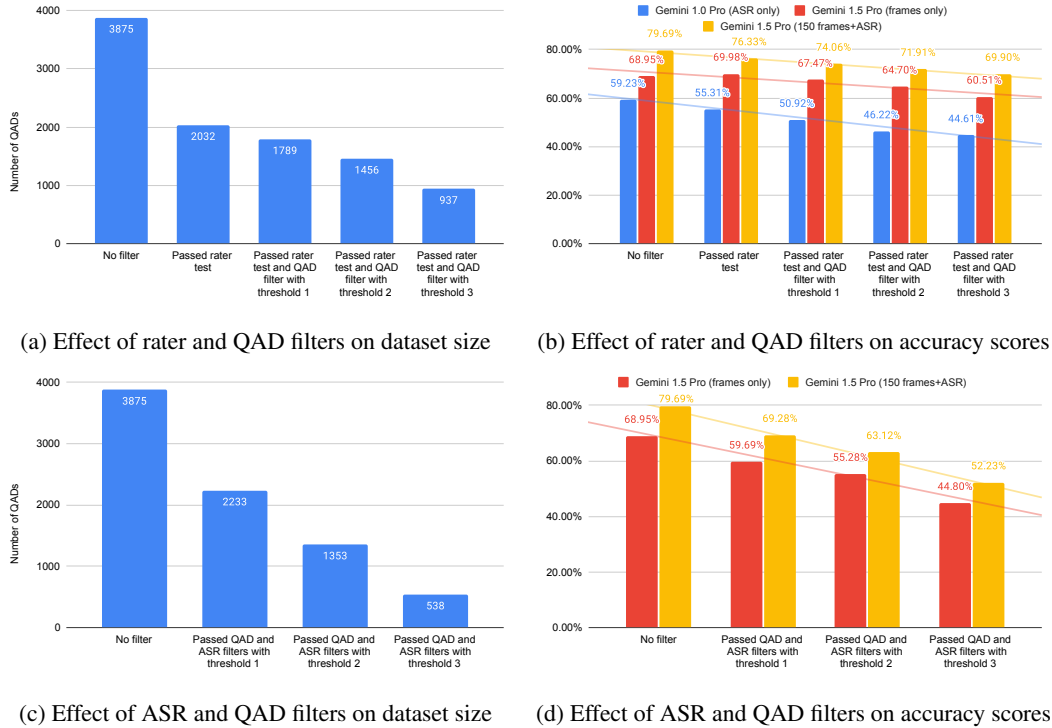 4000
3000
2000
1000
0
Number of QADs
3875
2032
1789
1456
937
No filter
Passed rater
test
Passed rater
test and QAD
filter with
threshold 1
Passed rater
test and QAD
filter with
threshold 2
Passed rater
test and QAD
filter with
threshold 3
(a) Effect of rater and QAD filters on dataset size
Gemini 1.0 Pro (ASR only)
Gemini 1.5 Pro (frames only)
Gemini 1.5 Pro (150 frames+ASR)
80.00%
60.00%
40.00%
20.00%
0.00%
59.23%
68.95%
79.69%
55.31%
69.98%
76.33%
50.92%
67.47%
74.06%
46.22%
64.70%
71.91%
44.61%
60.51%
69.90%
No filter
Passed rater
test
Passed rater
test and QAD
filter with
threshold 1
Passed rater
test and QAD
filter with
threshold 2
Passed rater
test and QAD
filter with
threshold 3
(b) Effect of rater and QAD filters on accuracy scores
4000
3000
2000
1000
0
Number of QADs
3875
2233
1353
538
No filter
Passed QAD and
ASR filters with
threshold 1
Passed QAD and
ASR filters with
threshold 2
Passed QAD and
ASR filters with
threshold 3
(c) Effect of ASR and QAD filters on dataset size
Gemini 1.5 Pro (frames only)
Gemini 1.5 Pro (150 frames+ASR)
80.00%
60.00%
40.00%
20.00%
0.00%
68.95%
79.69%
59.69%
69.28%
55.28%
63.12%
44.80%
52.23%
No filter
Passed QAD and
ASR filters with
threshold 1
Passed QAD and
ASR filters with
threshold 2
Passed QAD and
ASR filters with
threshold 3
(d) Effect of ASR and QAD filters on accuracy scores